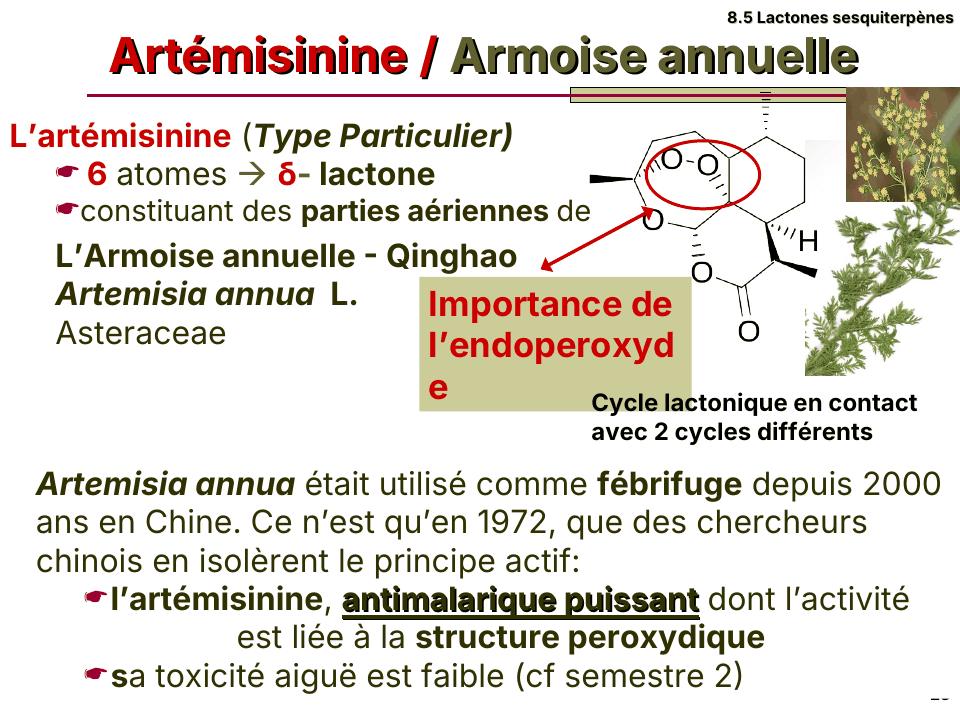 8.5 Lactones sesquiterpènes
Artémisinine / Armoise annuelle
L’artémisinine (Type Particulier)
6 atomes → δ- lactone
constituant des parties aériennes de
L’Armoise annuelle - Qinghao
Artemisia annua L.
Asteraceae
O O
O
H
O
O
Importance de
l’endoperoxyd
e
Cycle lactonique en contact
avec 2 cycles différents
Artemisia annua était utilisé comme fébrifuge depuis 2000
ans en Chine. Ce n’est qu’en 1972, que des chercheurs
chinois en isolèrent le principe actif:
l’artémisinine, antimalarique puissant dont l’activité
est liée à la structure peroxydique
sa toxicité aiguë est faible (cf semestre 2)